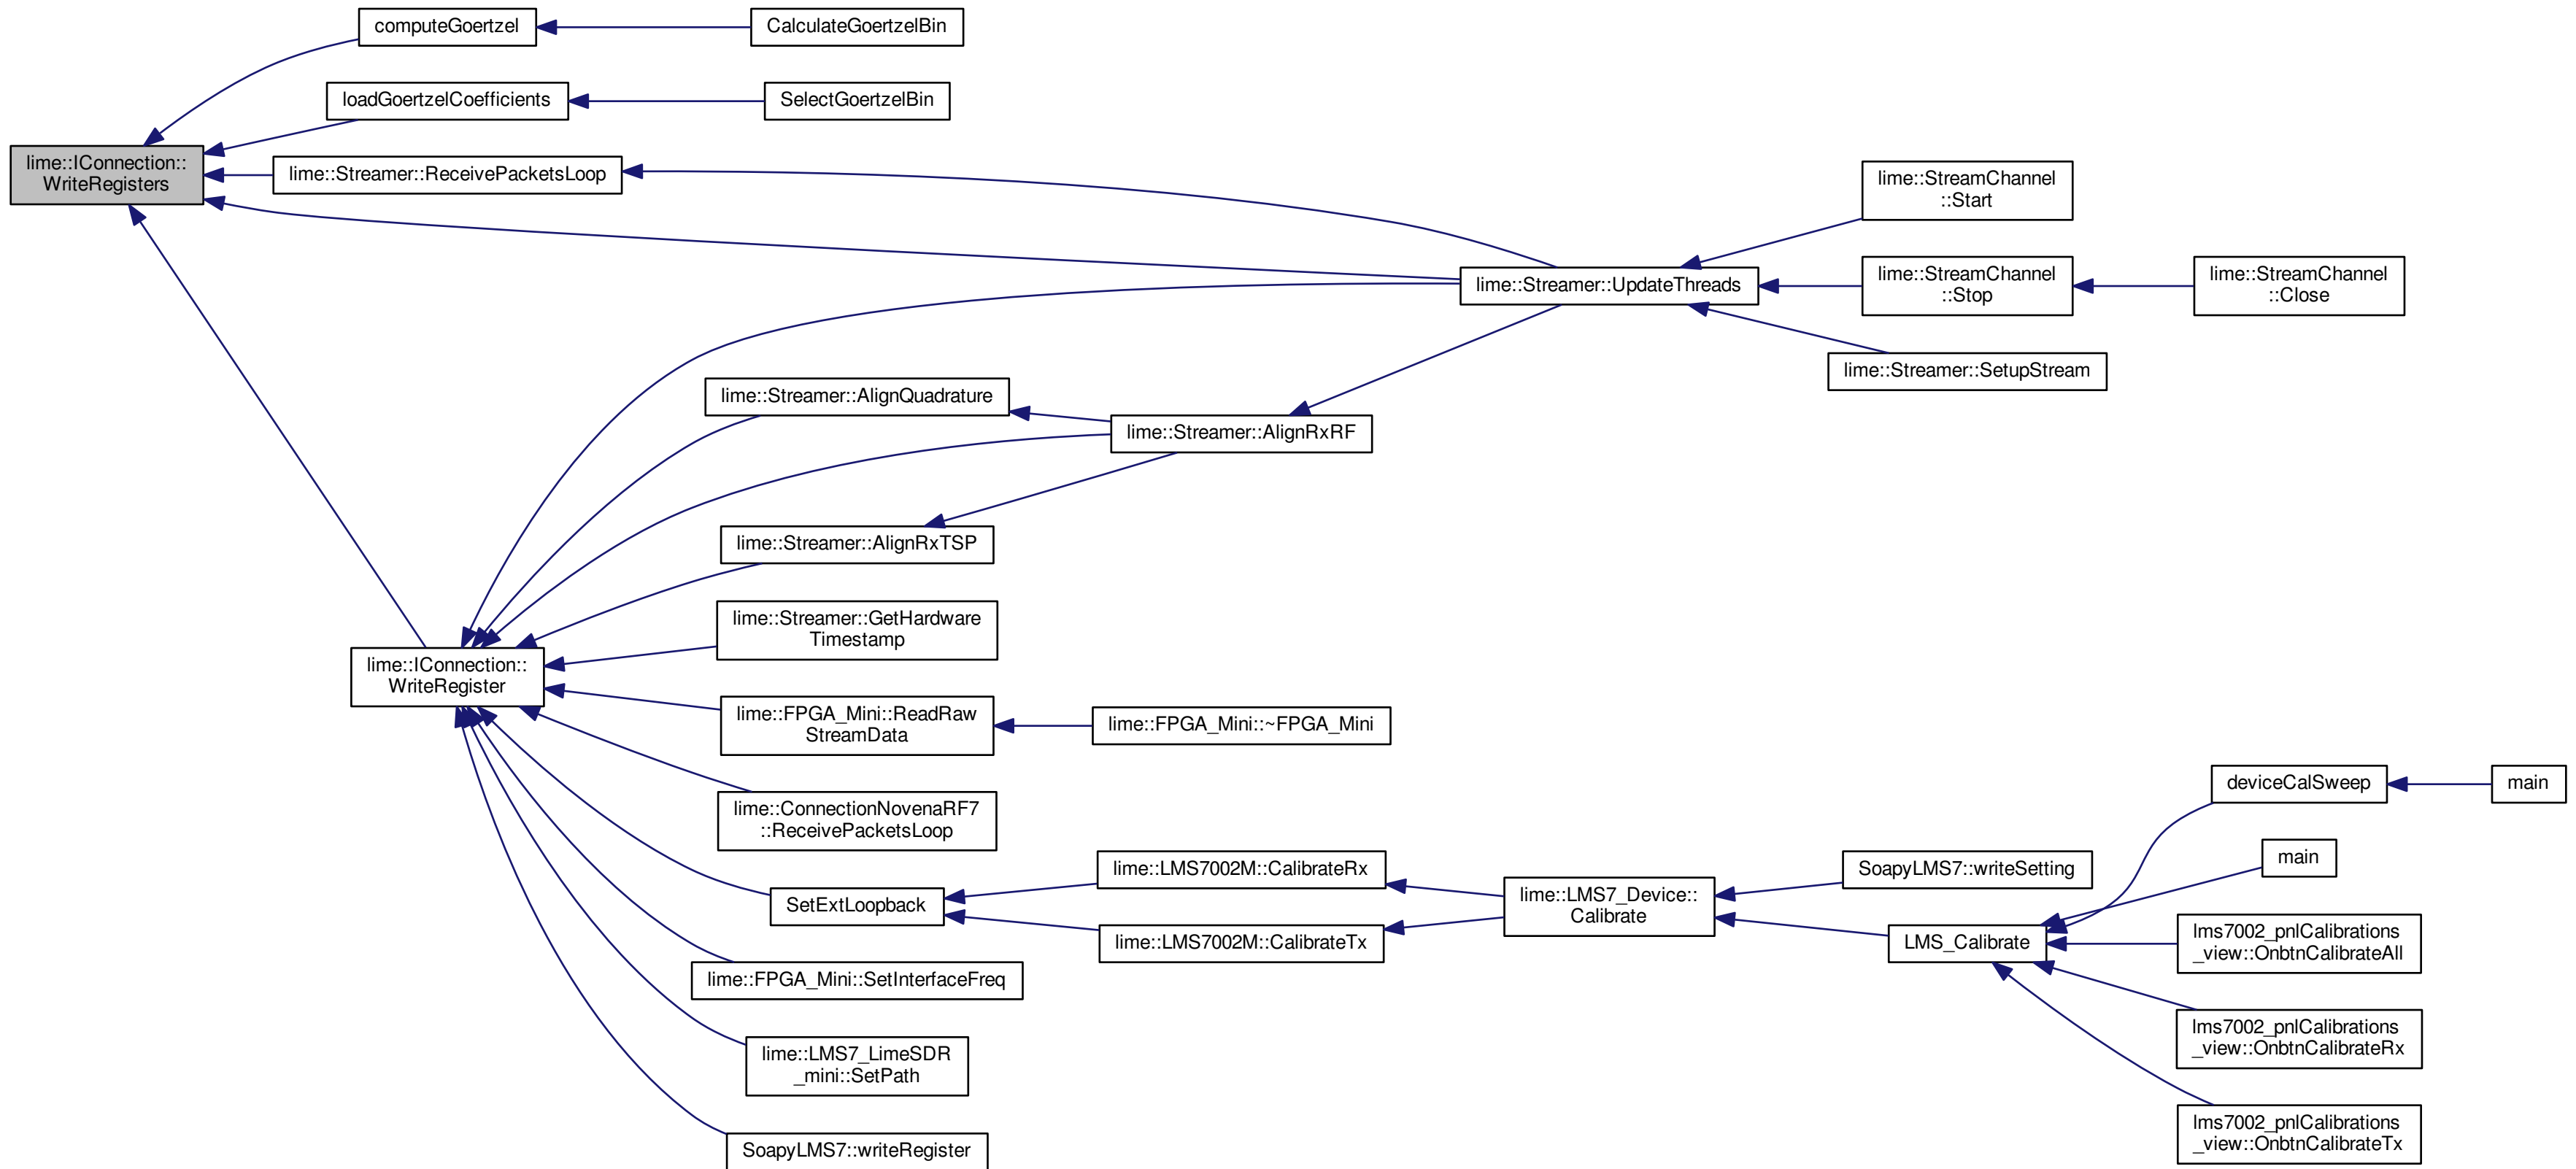 computeGoertzel
CalculateGoertzelBin
loadGoertzelCoefficients
SelectGoertzelBin
lime::IConnection::
WriteRegisters
lime::Streamer::ReceivePacketsLoop
lime::StreamChannel
::Start
lime::Streamer::UpdateThreads
lime::StreamChannel
::Stop
lime::StreamChannel
::Close
lime::Streamer::SetupStream
lime::Streamer::AlignQuadrature
lime::Streamer::AlignRxRF
lime::Streamer::AlignRxTSP
lime::Streamer::GetHardware
Timestamp
lime::IConnection::
WriteRegister
lime::FPGA_Mini::ReadRaw
StreamData
lime::FPGA_Mini::~FPGA_Mini
lime::ConnectionNovenaRF7
::ReceivePacketsLoop
deviceCalSweep
main
main
lime::LMS7002M::CalibrateRx
SetExtLoopback
lime::LMS7002M::CalibrateTx
lime::LMS7_Device::
Calibrate
SoapyLMS7::writeSetting
LMS_Calibrate
lms7002_pnlCalibrations
_view::OnbtnCalibrateAll
lime::FPGA_Mini::SetInterfaceFreq
lms7002_pnlCalibrations
_view::OnbtnCalibrateRx
lime::LMS7_LimeSDR
_mini::SetPath
lms7002_pnlCalibrations
_view::OnbtnCalibrateTx
SoapyLMS7::writeRegister